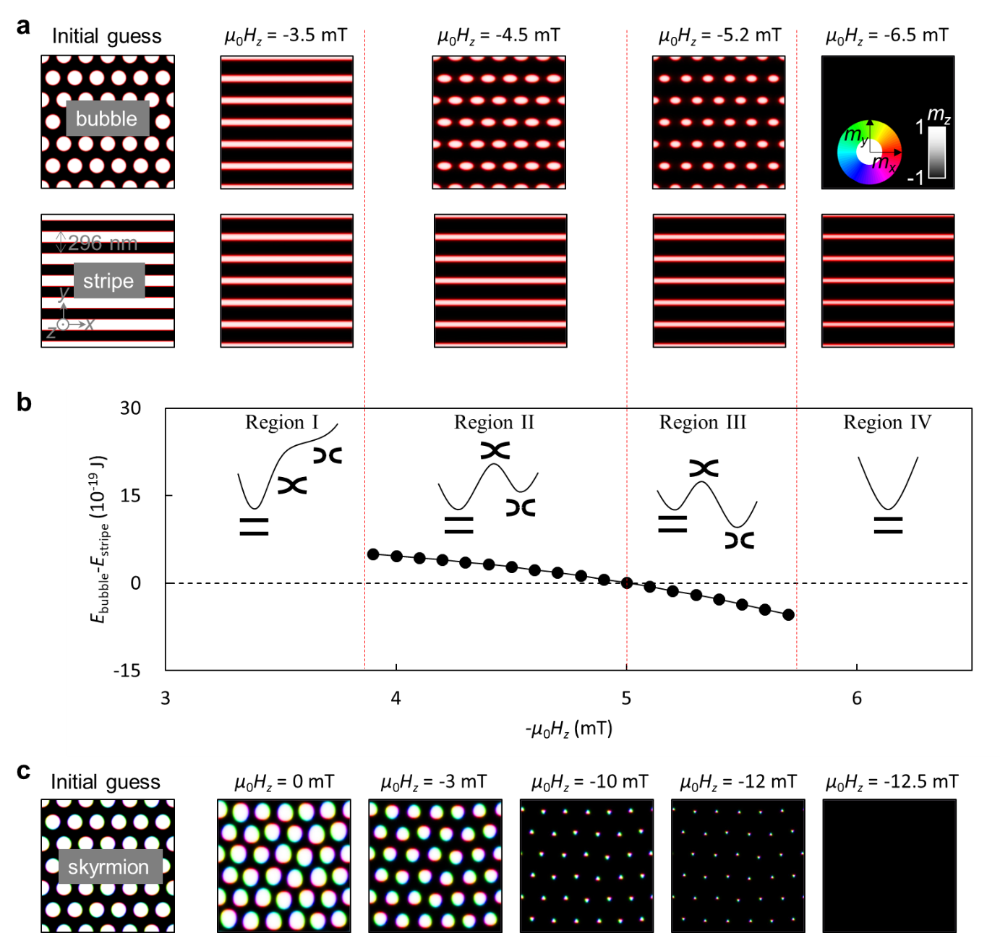 a
Initial guess
μ₀Hz = -3.5 mT
μ₀Hz = -4.5 mT
μ₀Hz = -5.2 mT
μ₀Hz = -6.5 mT
bubble
mz
1
my
mx
-1
296 nm
stripe
y
z
x
b
30
15
0
-15
Ebubble-Estripe (10⁻¹⁹ J)
Region I
Region II
Region III
Region IV
3
4
5
6
-μ₀Hz (mT)
c
Initial guess
μ₀Hz = 0 mT
μ₀Hz = -3 mT
μ₀Hz = -10 mT
μ₀Hz = -12 mT
μ₀Hz = -12.5 mT
skyrmion